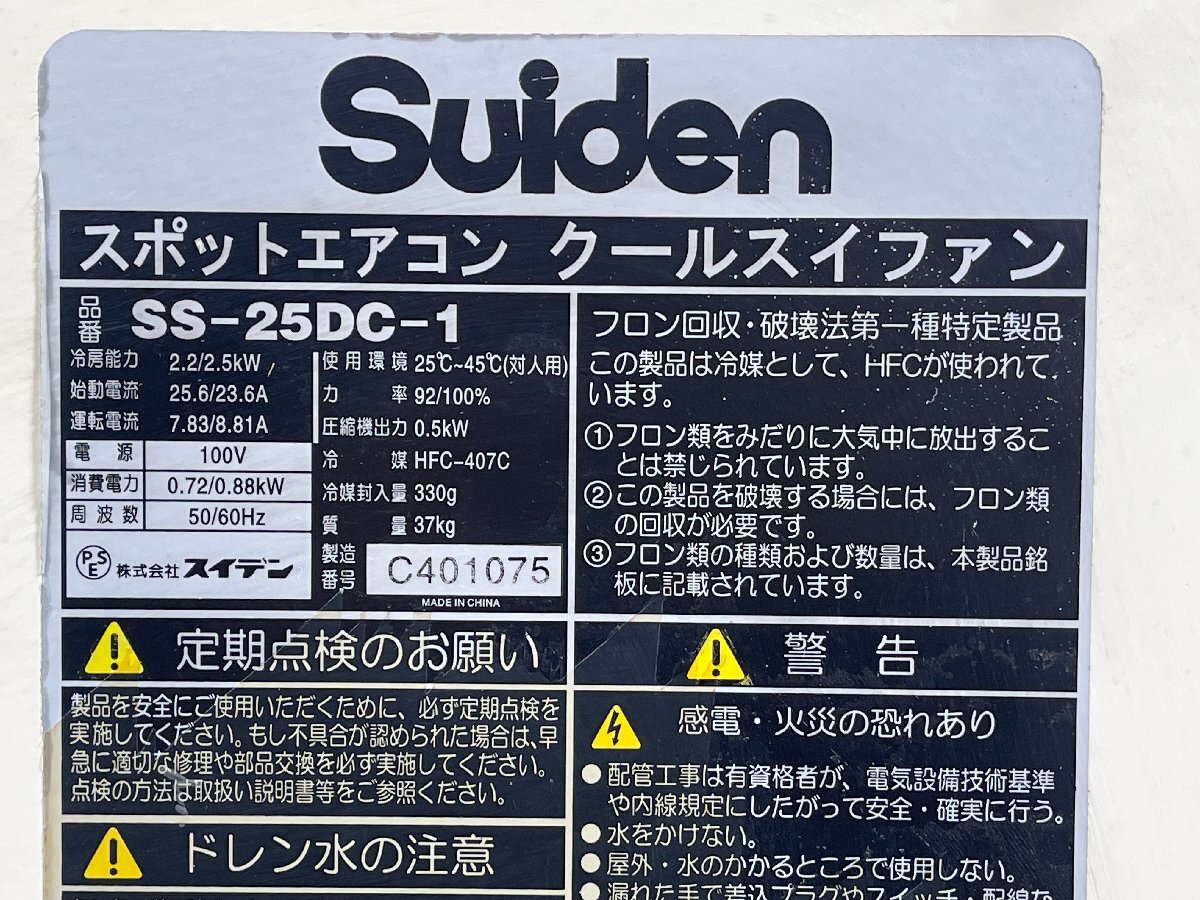 Suiden
スポットエアコン クールスイファン
品番 SS-25DC-1
冷房能力 2.2/2.5kW
始動電流 25.6/23.6A
運転電流 7.83/8.81A
電源 100V
消費電力 0.72/0.88kW
周波数 50/60Hz
PSE 株式会社 スイデン
使用環境 25℃~45℃(対人用)
力率 92/100%
圧縮機出力 0.5kW
冷媒 HFC-407C
冷媒封入量 330g
質量 37kg
製造番号 C401075
MADE IN CHINA
フロン回収・破壊法第一種特定製品
この製品は冷媒として、HFCが使われて
います。
①フロン類をみだりに大気中に放出するこ
とは禁じられています。
②この製品を破壊する場合には、フロン類
の回収が必要です。
③フロン類の種類および数量は、本製品銘
板に記載されています。
定期点検のお願い
製品を安全にご使用いただくために、必ず定期点検を
実施してください。もし不具合が認められた場合は、早
急に適切な修理や部品交換を必ず実施してください。
点検の方法は取扱い説明書等をご参照ください。
ドレン水の注意
警告
感電・火災の恐れあり
●配管工事は有資格者が、電気設備技術基準
や内線規定にしたがって安全・確実に行う。
●水をかけない。
●屋外・水のかかるところで使用しない。
●漏れた手で差込プラグやスイッチ・配線な